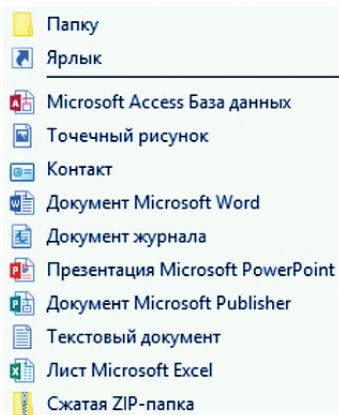 Папку
Ярлык
Microsoft Access База данных
Точечный рисунок
Контакт
Документ Microsoft Word
Документ журнала
Презентация Microsoft PowerPoint
Документ Microsoft Publisher
Текстовый документ
Лист Microsoft Excel
Сжатая ZIP-папка